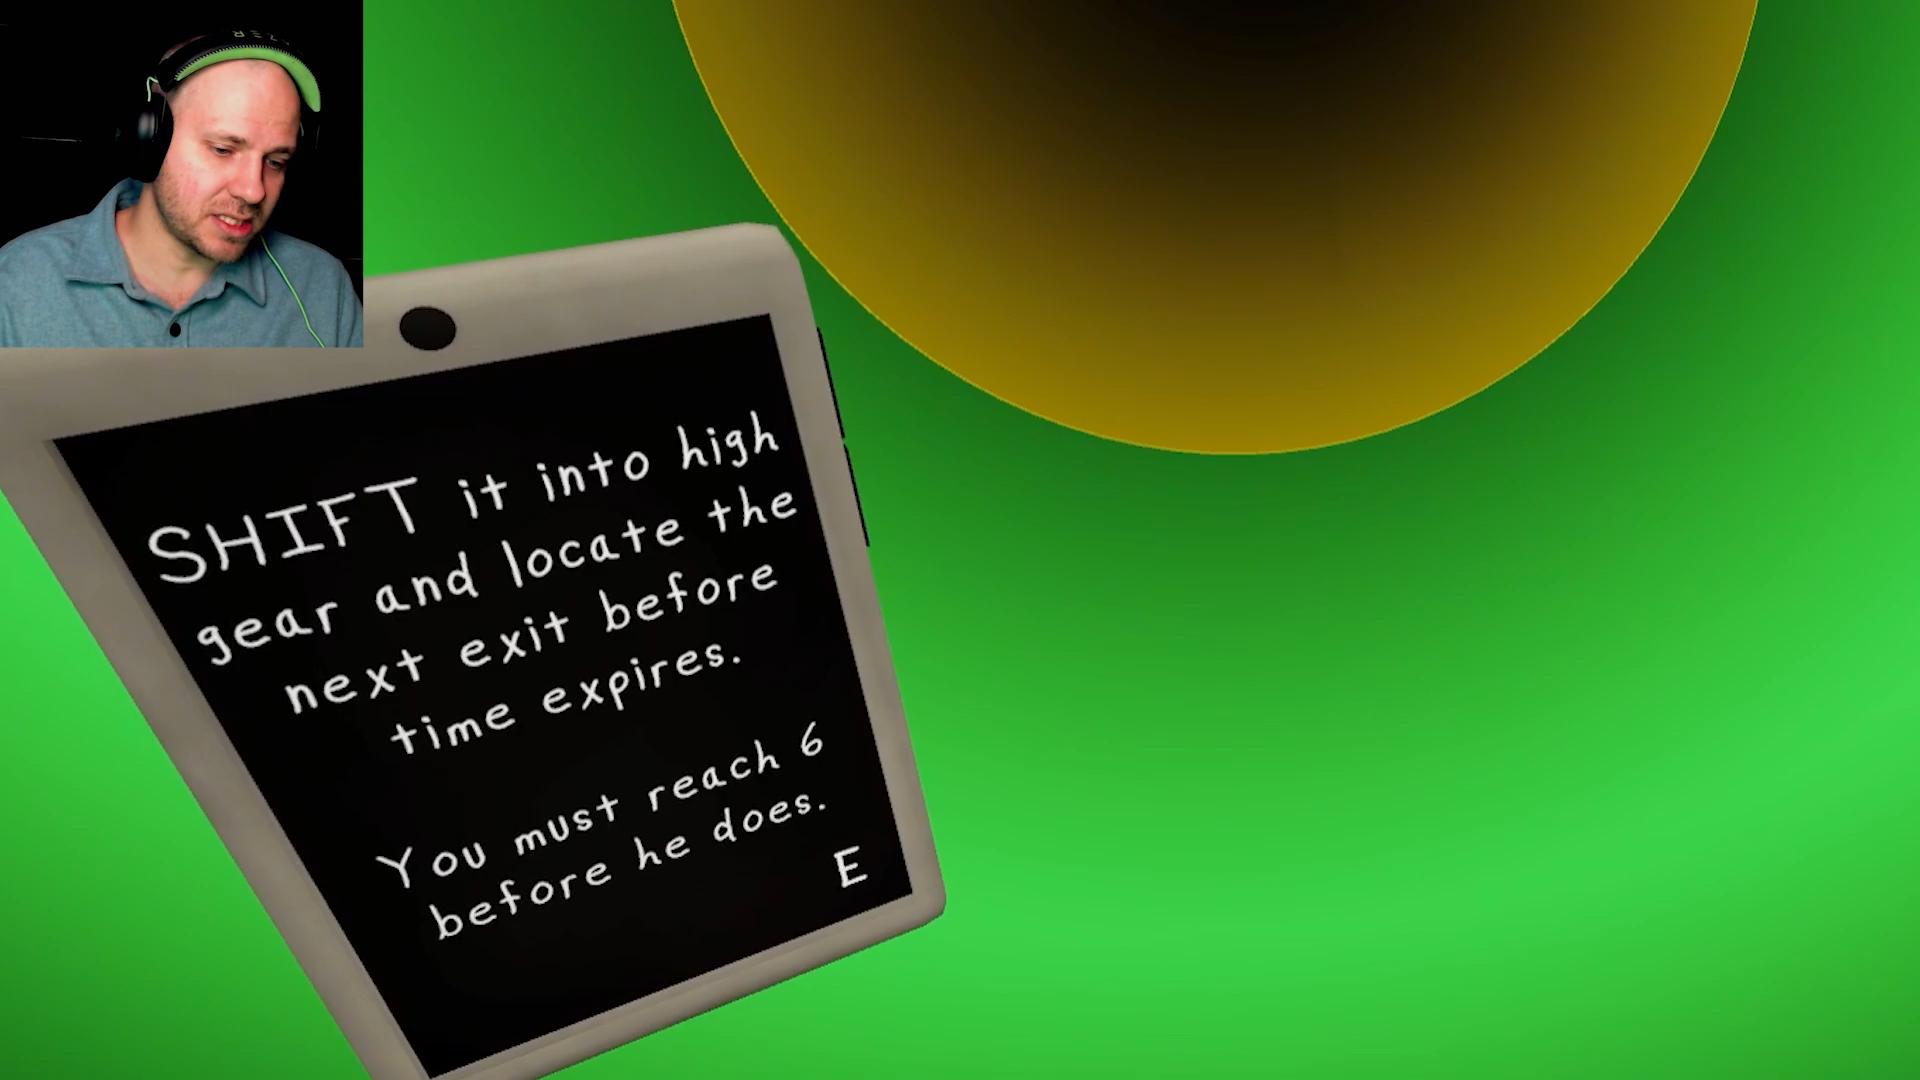 SHIFT it into high
gear and locate the
next exit before
time expires.
You must reach 6
before he does.
E